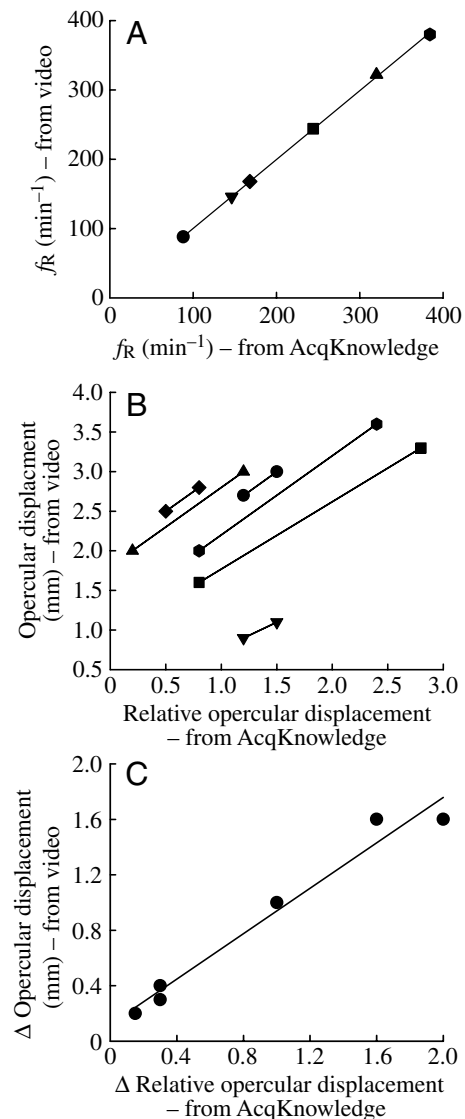 A
400
300
200
100
0
fR (min–1) – from video
0 100 200 300 400
fR (min–1) – from AcqKnowledge
B
4.0
3.5
3.0
2.5
2.0
1.5
1.0
0.5
Opercular displacment
(mm) – from video
0 0.5 1.0 1.5 2.0 2.5 3.0
Relative opercular displacement
– from AcqKnowledge
C
2.0
1.6
1.2
0.8
0.4
0
Δ Opercular displacement
(mm) – from video
0.4 0.8 1.2 1.6 2.0
Δ Relative opercular displacement
– from AcqKnowledge